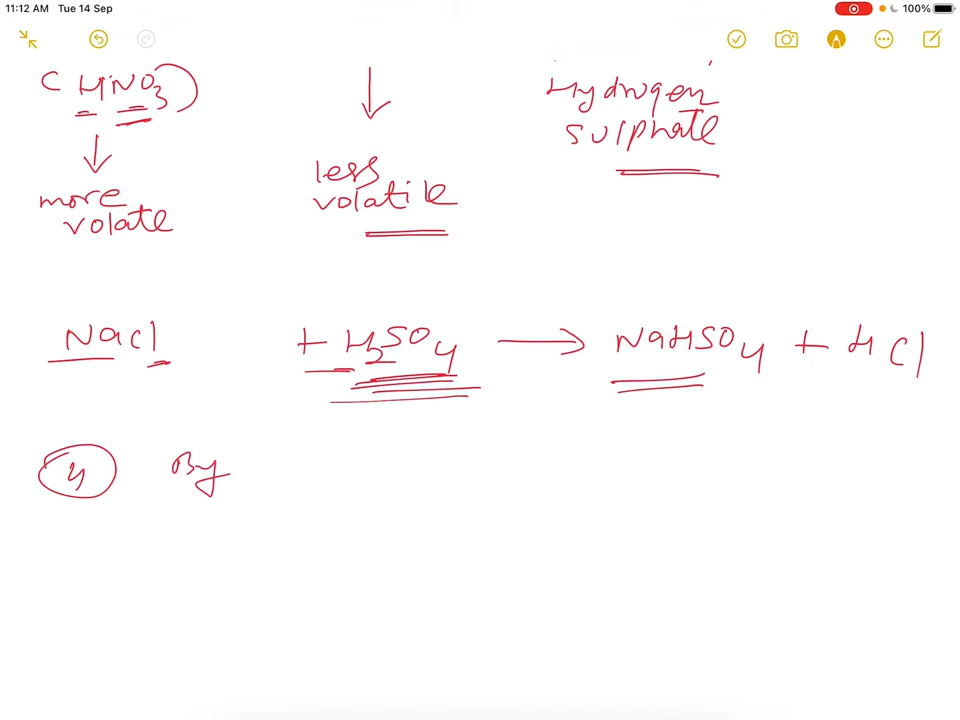 11:12 AM Tue 14 Sep
100%
(HNO3)
Hydrogen
sulphate
less
volatile
more
volate
NaCl + H2SO4 → NaHSO4 + HCl
4 By